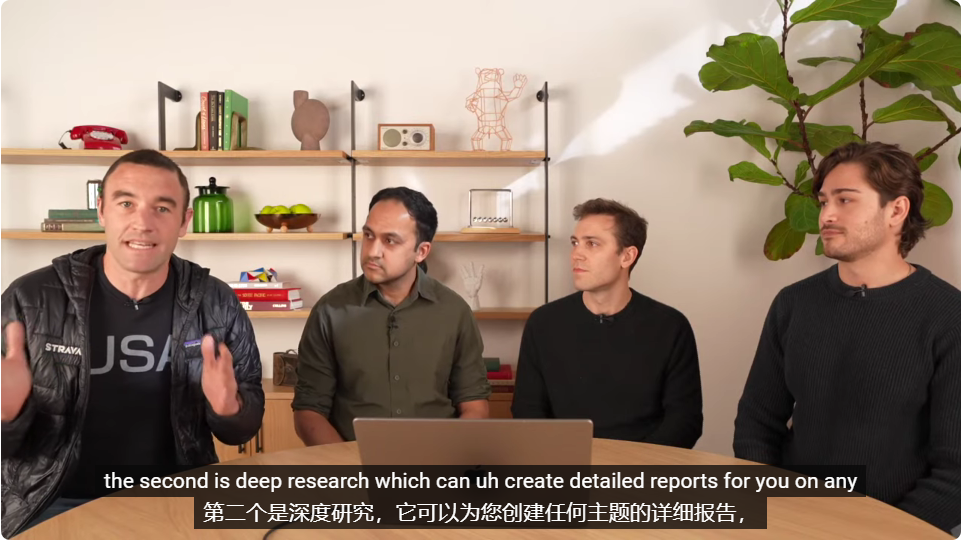 STRAVA
USA
the second is deep research which can uh create detailed reports for you on any
第二个是深度研究，它可以为您创建任何主题的详细报告，